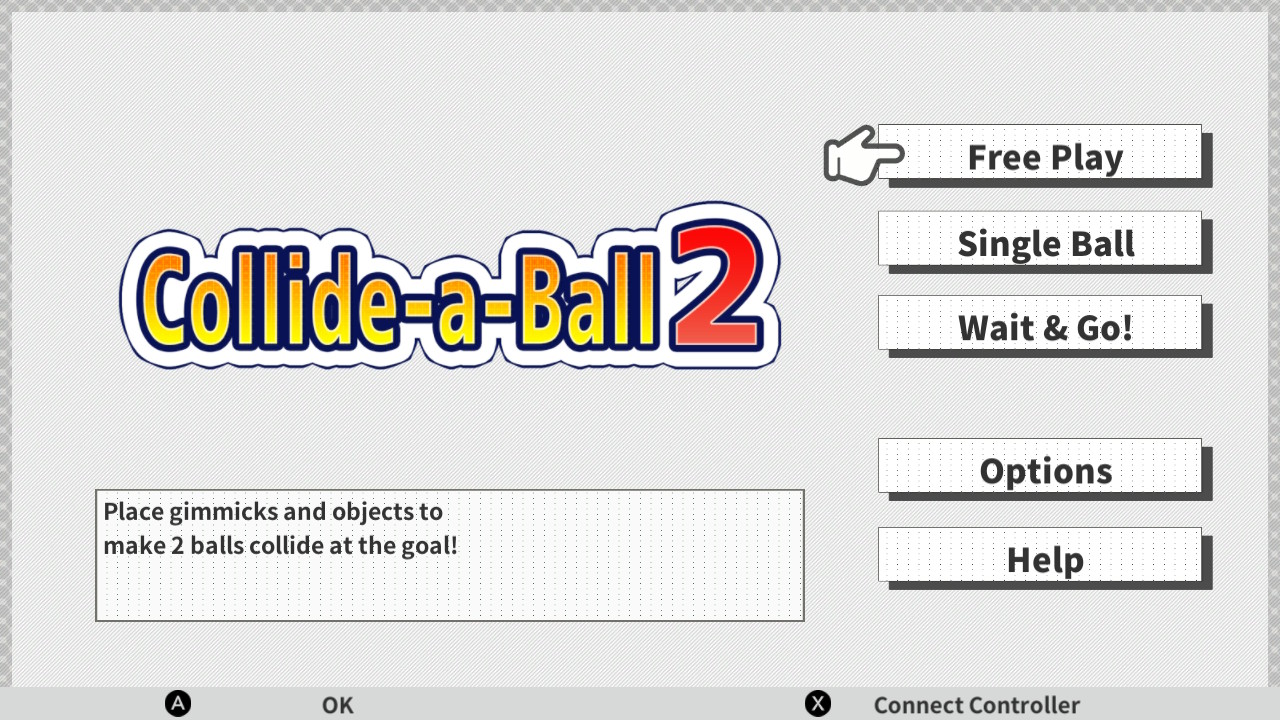 Collide-a-Ball 2
Free Play
Single Ball
Wait & Go!
Options
Help
Place gimmicks and objects to
make 2 balls collide at the goal!
A OK
X Connect Controller